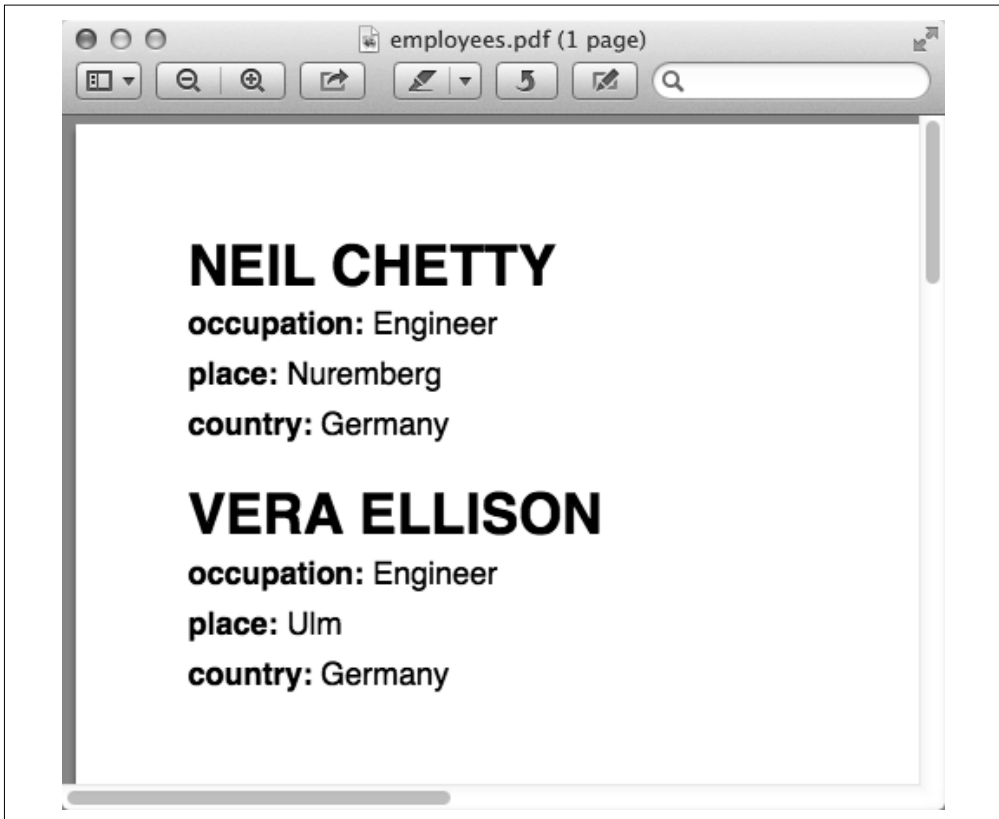 employees.pdf (1 page)
NEIL CHETTY
occupation: Engineer
place: Nuremberg
country: Germany
VERA ELLISON
occupation: Engineer
place: Ulm
country: Germany